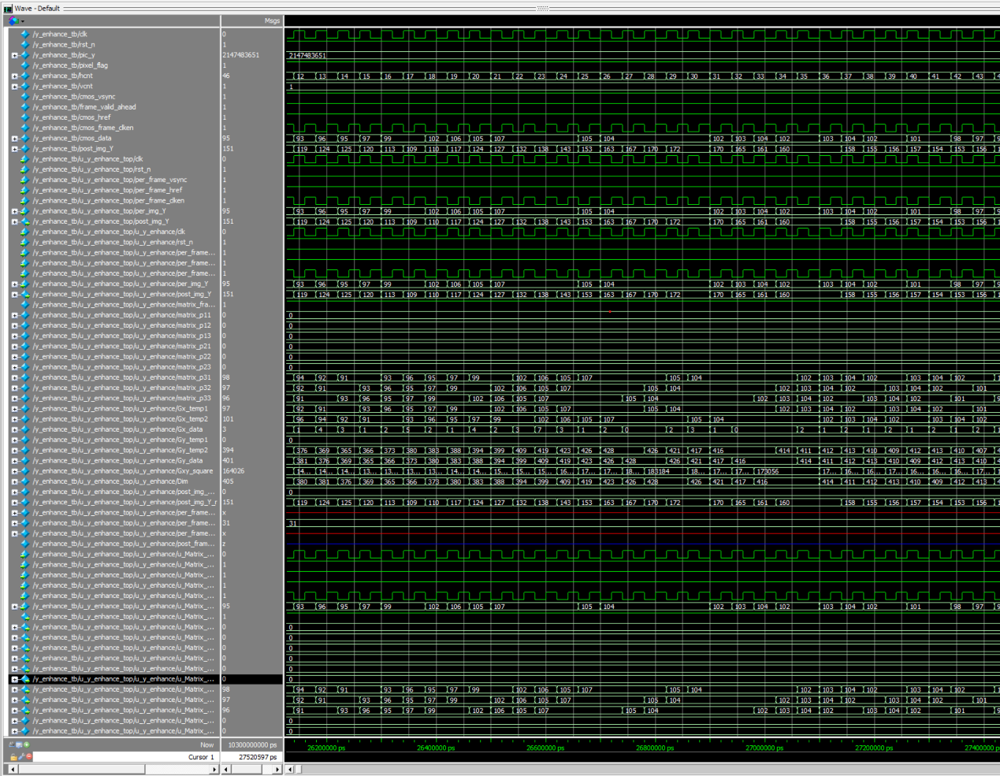 Wave - Default
Msgs
/y_enhance_tb/clk 0
/y_enhance_tb/rst_n 1
/y_enhance_tb/pic_y 2147483651 2147483651
/y_enhance_tb/pixel_flag 1
/y_enhance_tb/hcnt 46 12 13 14 15 16 17 18 19 20 21 22 23 24 25 26 27 28 29 30 31 32 33 34 35 36 37 38 39 40 41 42 43 4
/y_enhance_tb/vcnt 1 1
/y_enhance_tb/cmos_vsync 1
/y_enhance_tb/frame_valid_ahead 1
/y_enhance_tb/cmos_href 1
/y_enhance_tb/cmos_frame_clken 1
/y_enhance_tb/cmos_data 95 93 96 95 97 99 102 106 105 107 105 104 102 103 104 102 103 104 102 101 98 97 9
/y_enhance_tb/post_img_Y 151 119 124 125 120 113 109 110 117 124 127 132 138 143 153 163 167 170 172 170 165 161 160 158 155 156 157 154 153 156 1
/y_enhance_tb/u_y_enhance_top/clk 0
/y_enhance_tb/u_y_enhance_top/rst_n 1
/y_enhance_tb/u_y_enhance_top/per_frame_vsync 1
/y_enhance_tb/u_y_enhance_top/per_frame_href 1
/y_enhance_tb/u_y_enhance_top/per_frame_clken 1
/y_enhance_tb/u_y_enhance_top/per_img_Y 95 93 96 95 97 99 102 106 105 107 105 104 102 103 104 102 103 104 102 101 98 97 9
/y_enhance_tb/u_y_enhance_top/post_img_Y 151 119 124 125 120 113 109 110 117 124 127 132 138 143 153 163 167 170 172 170 165 161 160 158 155 156 157 154 153 156 1
/y_enhance_tb/u_y_enhance_top/u_y_enhance/clk 0
/y_enhance_tb/u_y_enhance_top/u_y_enhance/rst_n 1
/y_enhance_tb/u_y_enhance_top/u_y_enhance/per_frame... 1
/y_enhance_tb/u_y_enhance_top/u_y_enhance/per_frame... 1
/y_enhance_tb/u_y_enhance_top/u_y_enhance/per_frame... 1
/y_enhance_tb/u_y_enhance_top/u_y_enhance/per_img_Y 95 93 96 95 97 99 102 106 105 107 105 104 102 103 104 102 103 104 102 101 98 97 9
/y_enhance_tb/u_y_enhance_top/u_y_enhance/post_img_Y 151 119 124 125 120 113 109 110 117 124 127 132 138 143 153 163 167 170 172 170 165 161 160 158 155 156 157 154 153 156 1
/y_enhance_tb/u_y_enhance_top/u_y_enhance/matrix_fra... 1
/y_enhance_tb/u_y_enhance_top/u_y_enhance/matrix_p11 0 0
/y_enhance_tb/u_y_enhance_top/u_y_enhance/matrix_p12 0 0
/y_enhance_tb/u_y_enhance_top/u_y_enhance/matrix_p13 0 0
/y_enhance_tb/u_y_enhance_top/u_y_enhance/matrix_p21 0 0
/y_enhance_tb/u_y_enhance_top/u_y_enhance/matrix_p22 0 0
/y_enhance_tb/u_y_enhance_top/u_y_enhance/matrix_p23 0 0
/y_enhance_tb/u_y_enhance_top/u_y_enhance/matrix_p31 98 94 92 91 93 96 95 97 99 102 106 105 107 105 104 102 103 104 102 103 104 102 1
/y_enhance_tb/u_y_enhance_top/u_y_enhance/matrix_p32 97 92 91 93 96 95 97 99 102 106 105 107 105 104 102 103 104 102 103 104 102 101
/y_enhance_tb/u_y_enhance_top/u_y_enhance/matrix_p33 96 91 93 96 95 97 99 102 106 105 107 105 104 102 103 104 102 103 104 102 101 9
/y_enhance_tb/u_y_enhance_top/u_y_enhance/Gx_temp1 97 92 91 93 96 95 97 99 102 106 105 107 105 104 102 103 104 102 103 104 102 101
/y_enhance_tb/u_y_enhance_top/u_y_enhance/Gx_temp2 101 96 94 92 91 93 96 95 97 99 102 106 105 107 105 104 102 103 104 102 103 104 102
/y_enhance_tb/u_y_enhance_top/u_y_enhance/Gx_data 3 1 4 3 1 2 5 2 1 4 2 3 7 3 1 2 0 2 3 1 0 2 1 2 1 2 1 2 1 2 1
/y_enhance_tb/u_y_enhance_top/u_y_enhance/Gy_temp1 0 0
/y_enhance_tb/u_y_enhance_top/u_y_enhance/Gy_temp2 394 376 369 365 366 373 380 383 388 394 399 409 419 423 426 428 426 421 417 416 414 411 412 413 410 409 412 413 410 407 4
/y_enhance_tb/u_y_enhance_top/u_y_enhance/Gy_data 401 381 376 369 365 366 373 380 383 388 394 399 409 419 423 426 428 426 421 417 416 414 411 412 413 410 409 412 413 410 4
/y_enhance_tb/u_y_enhance_top/u_y_enhance/Gxy_square 164026 14... 14... 14... 13... 13... 13... 13... 14... 14... 15... 15... 15... 16... 17... 17... 18... 183184 18... 17... 17... 173056 17... 16... 16... 17... 16... 16... 16... 17... 16...
/y_enhance_tb/u_y_enhance_top/u_y_enhance/Dim 405 380 381 376 369 365 366 373 380 383 388 394 399 409 419 423 426 428 426 421 417 416 414 411 412 413 410 409 412 413 4
/y_enhance_tb/u_y_enhance_top/u_y_enhance/post_img_... 0 0
/y_enhance_tb/u_y_enhance_top/u_y_enhance/post_img_Y_r 151 119 124 125 120 113 109 110 117 124 127 132 138 143 153 163 167 170 172 170 165 161 160 158 155 156 157 154 153 156 1
/y_enhance_tb/u_y_enhance_top/u_y_enhance/per_frame... x
/y_enhance_tb/u_y_enhance_top/u_y_enhance/per_frame... 31 31
/y_enhance_tb/u_y_enhance_top/u_y_enhance/per_frame... x
/y_enhance_tb/u_y_enhance_top/u_y_enhance/post_fram... z
/y_enhance_tb/u_y_enhance_top/u_y_enhance/u_Matrix_... 0
/y_enhance_tb/u_y_enhance_top/u_y_enhance/u_Matrix_... 1
/y_enhance_tb/u_y_enhance_top/u_y_enhance/u_Matrix_... 1
/y_enhance_tb/u_y_enhance_top/u_y_enhance/u_Matrix_... 1
/y_enhance_tb/u_y_enhance_top/u_y_enhance/u_Matrix_... 95 93 96 95 97 99 102 106 105 107 105 104 102 103 104 102 103 104 102 101 98 97 9
/y_enhance_tb/u_y_enhance_top/u_y_enhance/u_Matrix_... 1
/y_enhance_tb/u_y_enhance_top/u_y_enhance/u_Matrix_... 0 0
/y_enhance_tb/u_y_enhance_top/u_y_enhance/u_Matrix_... 0 0
/y_enhance_tb/u_y_enhance_top/u_y_enhance/u_Matrix_... 0 0
/y_enhance_tb/u_y_enhance_top/u_y_enhance/u_Matrix_... 0 0
/y_enhance_tb/u_y_enhance_top/u_y_enhance/u_Matrix_... 0 0
/y_enhance_tb/u_y_enhance_top/u_y_enhance/u_Matrix_... 0 0
/y_enhance_tb/u_y_enhance_top/u_y_enhance/u_Matrix_... 98 94 92 91 93 96 95 97 99 102 106 105 107 105 104 102 103 104 102 103 104 102 1
/y_enhance_tb/u_y_enhance_top/u_y_enhance/u_Matrix_... 97 92 91 93 96 95 97 99 102 106 105 107 105 104 102 103 104 102 103 104 102 101
/y_enhance_tb/u_y_enhance_top/u_y_enhance/u_Matrix_... 96 91 93 96 95 97 99 102 106 105 107 105 104 102 103 104 102 103 104 102 101 9
/y_enhance_tb/u_y_enhance_top/u_y_enhance/u_Matrix_... 0 0
/y_enhance_tb/u_y_enhance_top/u_y_enhance/u_Matrix_... 0 0
Now 10300000000 ps 26200000 ps 26400000 ps 26600000 ps 26800000 ps 27000000 ps 27200000 ps 27400000 p
Cursor 1 27520597 ps